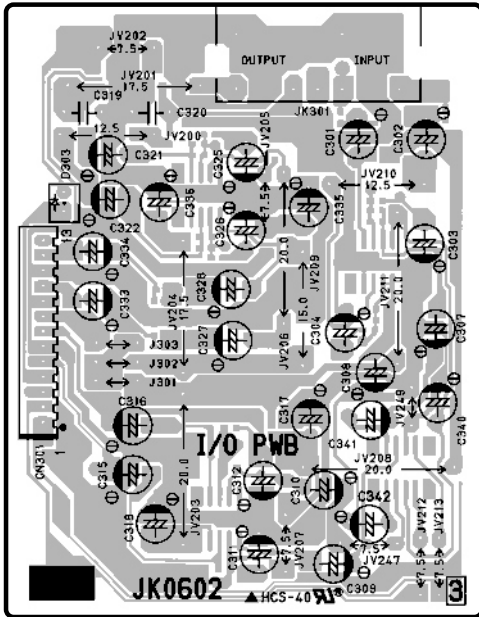 JV202
7.5
OUTPUT
INPUT
JV201
17.5
C319
C320
JK301
12.5
JV200
JV205
C301
C302
D303
C321
C325
JV210
12.5
C336
7.5
C335
C322
C326
20.0
C303
13
C334
C328
JV209
JV211
20.0
C333
JV204
17.5
15.0
C304
C307
C327
JV206
J303
J302
J301
C308
JV249
C316
C317
C340
I/O PWB
C341
CN301
1
C315
20.0
C312
C310
JV208
20.0
C318
JV203
C342
JV212
JV213
C311
7.5
JV207
7.5
JV247
7.5
7.5
C309
JK0602
▲HCS-40
3